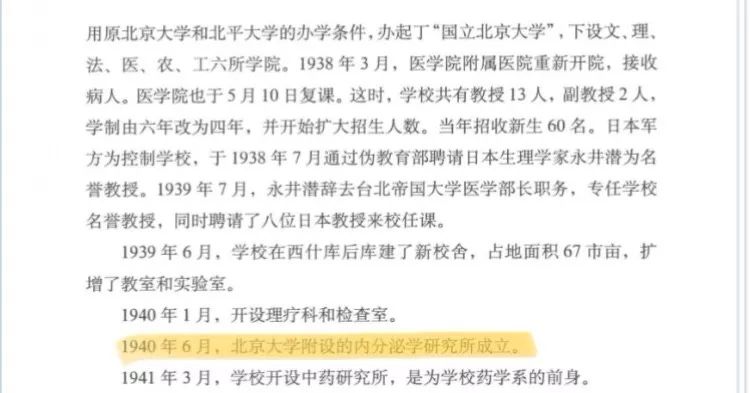 用原北京大学和北平大学的办学条件，办起了“国立北京大学”，下设文、理、
法、医、农、工六所学院。1938 年 3 月，医学院附属医院重新开院，接收
病人。医学院也于 5 月 10 日复课。这时，学校共有教授 13 人，副教授 2 人，
学制由六年改为四年，并开始扩大招生人数。当年招收新生 60 名。日本军
方为控制学校，于 1938 年 7 月通过伪教育部聘请日本生理学家永井潜为名
誉教授。1939 年 7 月，永井潜辞去台北帝国大学医学部长职务，专任学校
名誉教授，同时聘请了八位日本教授来校任课。
1939 年 6 月，学校在西什库后库建了新校舍，占地面积 67 市亩，扩
增了教室和实验室。
1940 年 1 月，开设理疗科和检查室。
1940 年 6 月，北京大学附设的内分泌学研究所成立。
1941 年 3 月，学校开设中药研究所，是为学校药学系的前身。